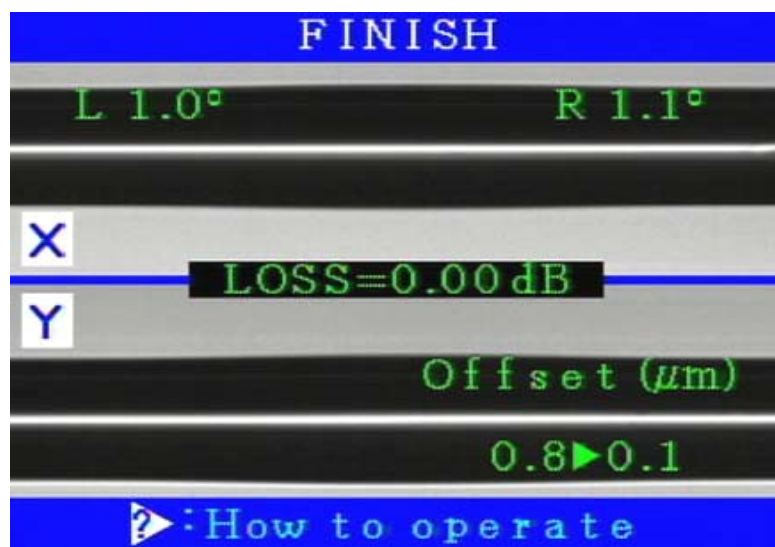 FINISH
L 1.0° R 1.1°
X
LOSS=0.00dB
Y
Offset (μm)
0.8▶0.1
?:How to operate